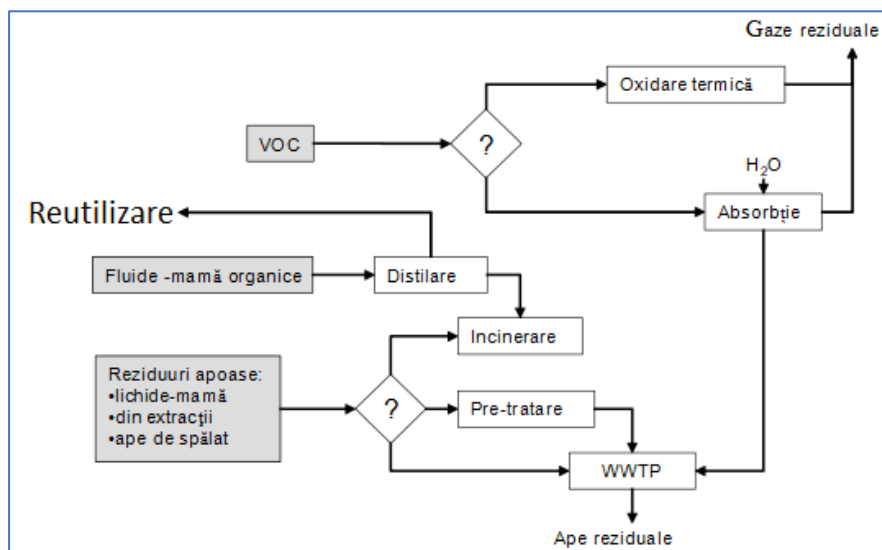 Gaze reziduale
Oxidare termică
VOC
?
H₂O
Absorbție
Reutilizare
Fluide -mamă organice
Distilare
Incinerare
Reziduuri apoase:
•lichide-mamă
•din extracții
•ape de spălat
?
Pre-tratare
WWTP
Ape reziduale